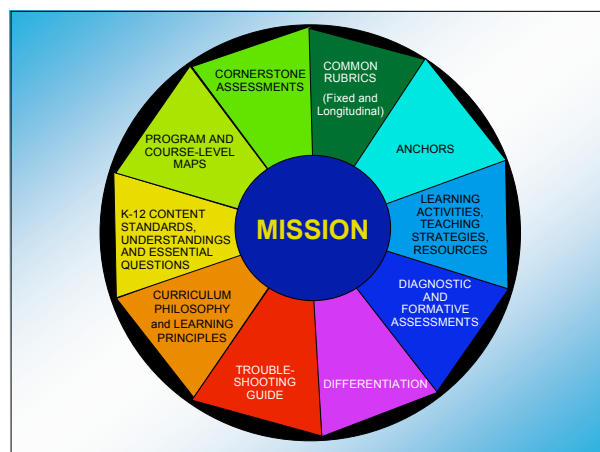 CORNERSTONE
ASSESSMENTS
COMMON
RUBRICS
(Fixed and
Longitudinal)
ANCHORS
LEARNING
ACTIVITIES,
TEACHING
STRATEGIES,
RESOURCES
DIAGNOSTIC
AND
FORMATIVE
ASSESSMENTS
DIFFERENTIATION
TROUBLE-
SHOOTING
GUIDE
CURRICULUM
PHILOSOPHY
and LEARNING
PRINCIPLES
K-12 CONTENT
STANDARDS,
UNDERSTANDINGS
AND ESSENTIAL
QUESTIONS
PROGRAM AND
COURSE-LEVEL
MAPS
MISSION